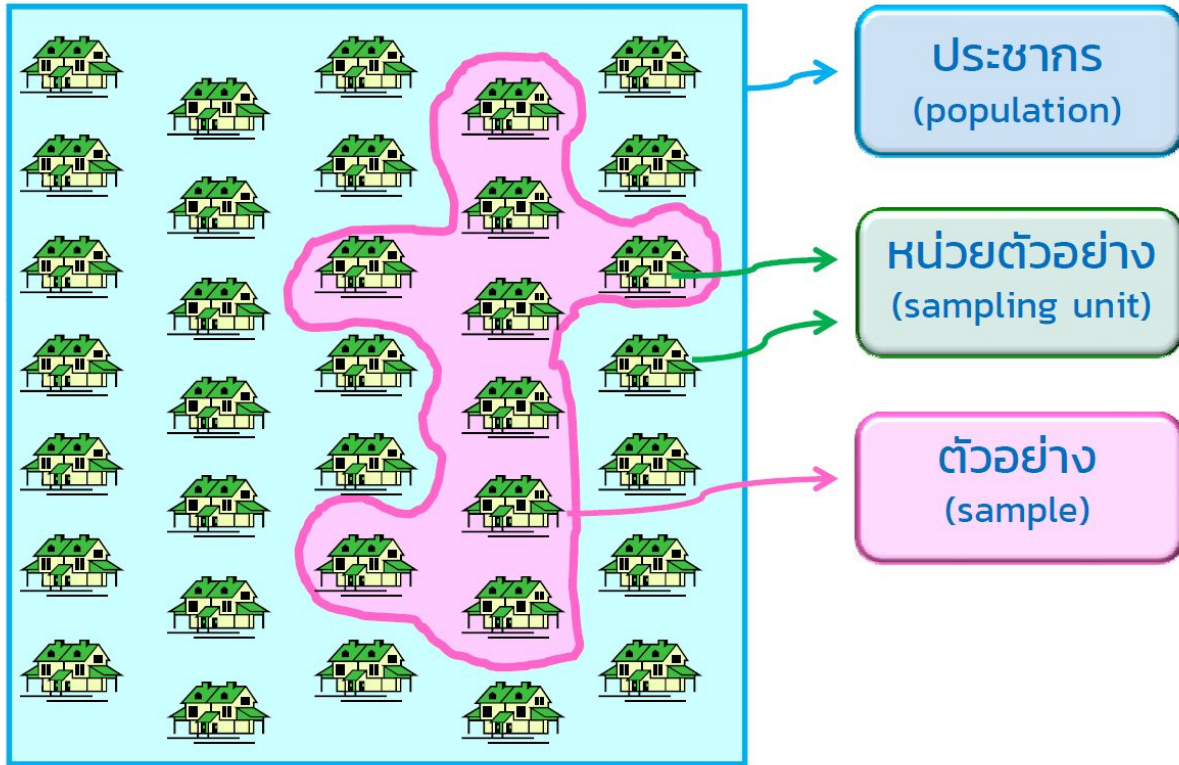 ประชากร
(population)
หน่วยตัวอย่าง
(sampling unit)
ตัวอย่าง
(sample)